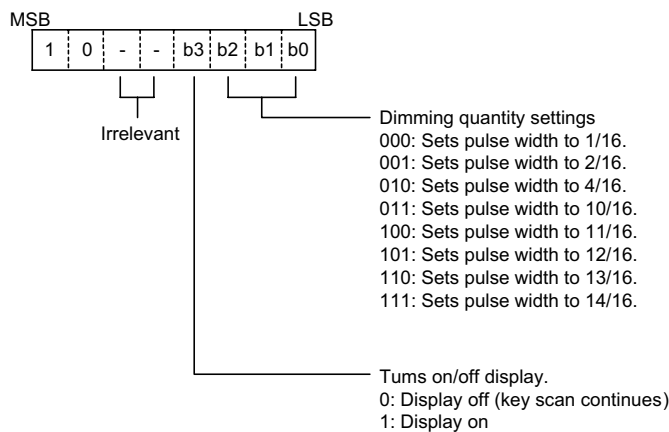 MSB LSB
1 0 - - b3 b2 b1 b0
Irrelevant
Dimming quantity settings
000: Sets pulse width to 1/16.
001: Sets pulse width to 2/16.
010: Sets pulse width to 4/16.
011: Sets pulse width to 10/16.
100: Sets pulse width to 11/16.
101: Sets pulse width to 12/16.
110: Sets pulse width to 13/16.
111: Sets pulse width to 14/16.
Tums on/off display.
0: Display off (key scan continues)
1: Display on